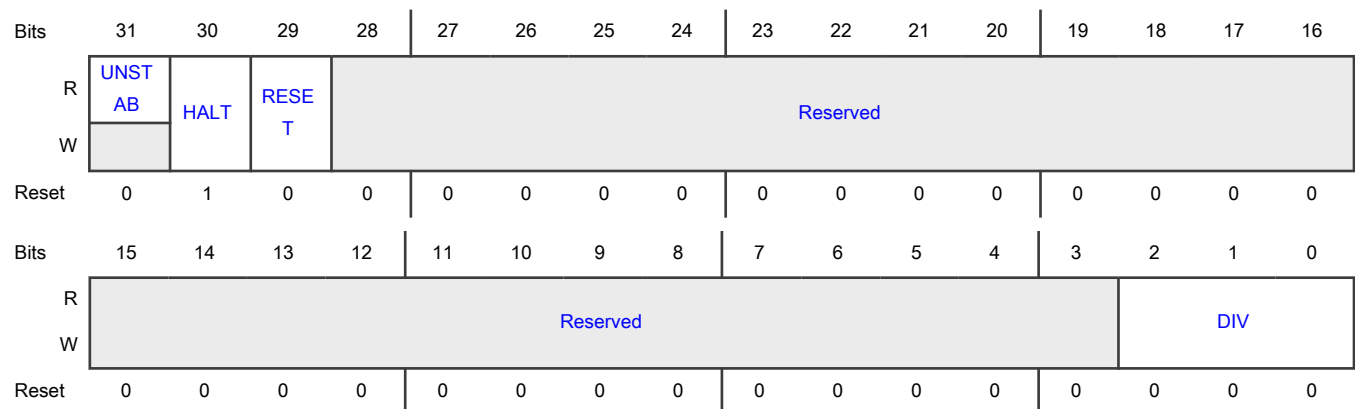 Bits 31 30 29 28 27 26 25 24 23 22 21 20 19 18 17 16
R UNST
AB HALT RESE
T Reserved
W
Reset 0 1 0 0 0 0 0 0 0 0 0 0 0 0 0 0
Bits 15 14 13 12 11 10 9 8 7 6 5 4 3 2 1 0
R
Reserved DIV
W
Reset 0 0 0 0 0 0 0 0 0 0 0 0 0 0 0 0